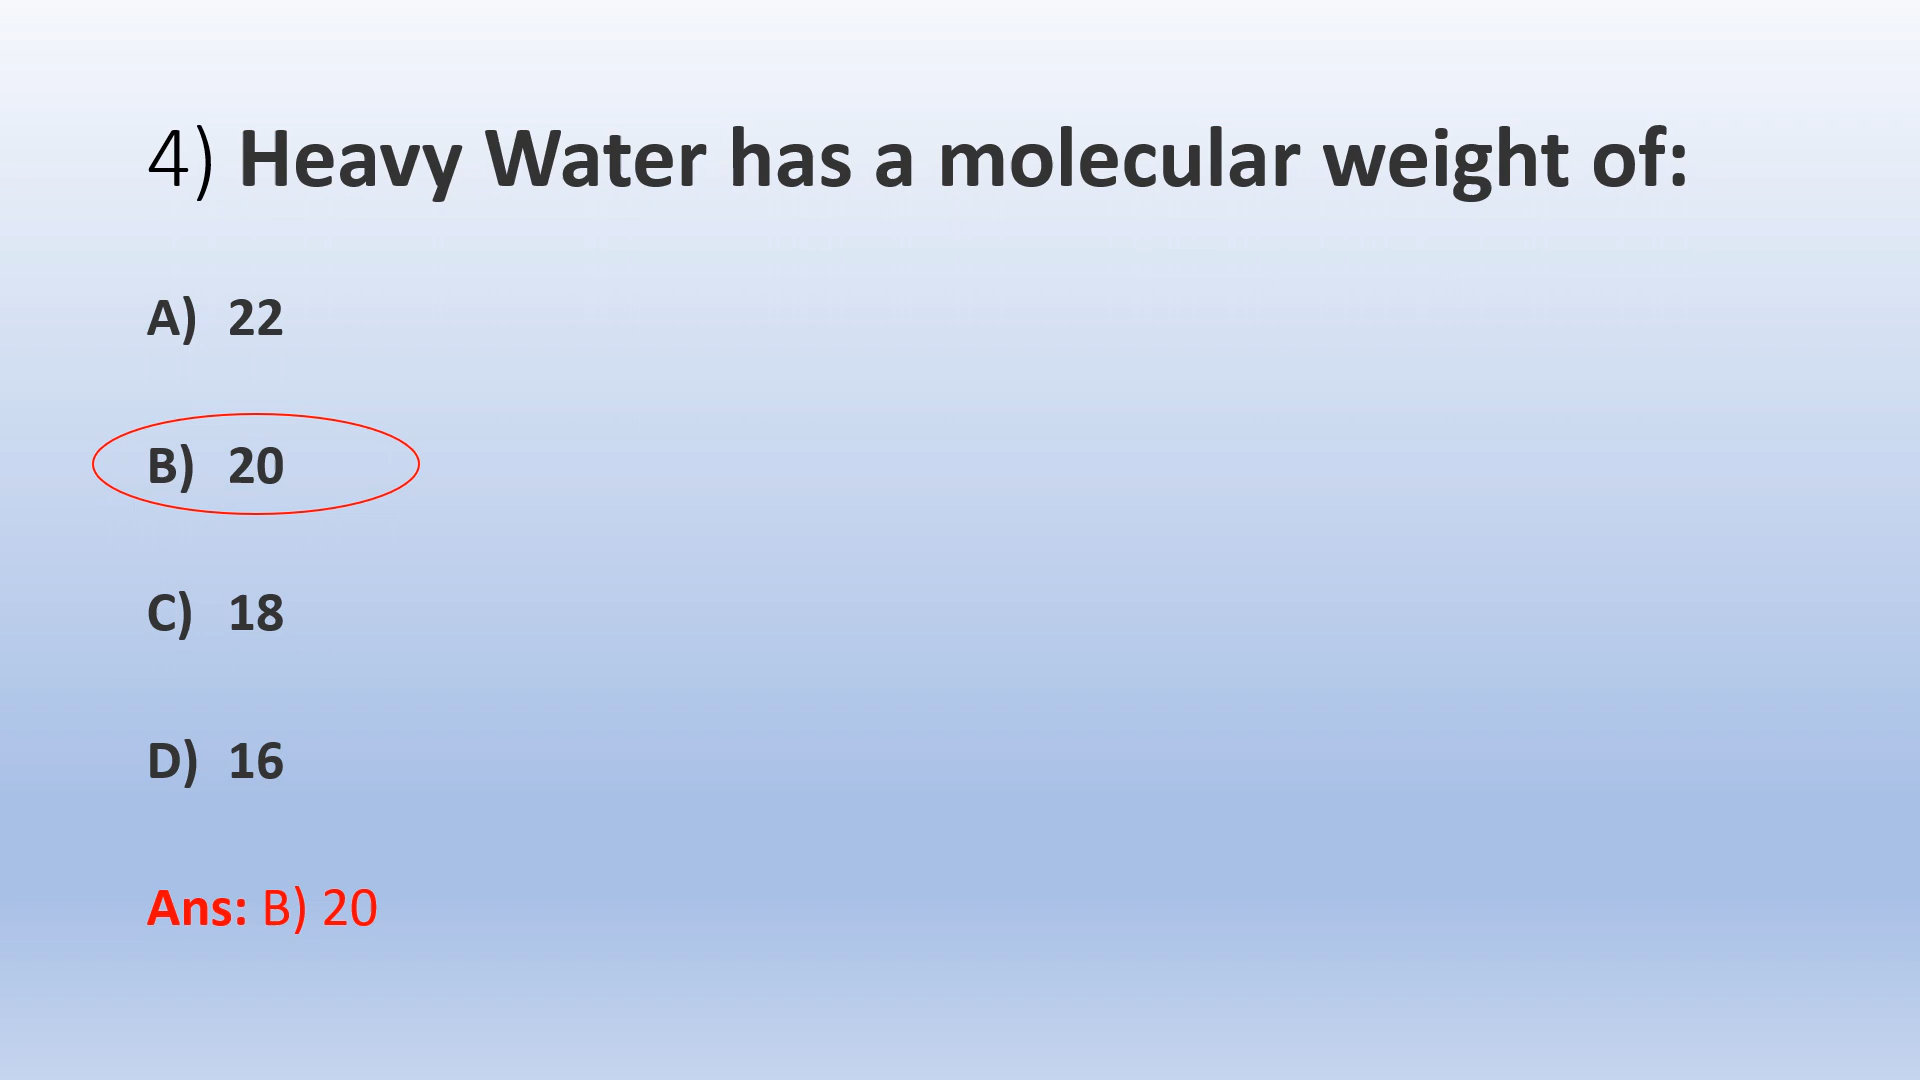 4) Heavy Water has a molecular weight of:
A) 22
B) 20
C) 18
D) 16
Ans: B) 20